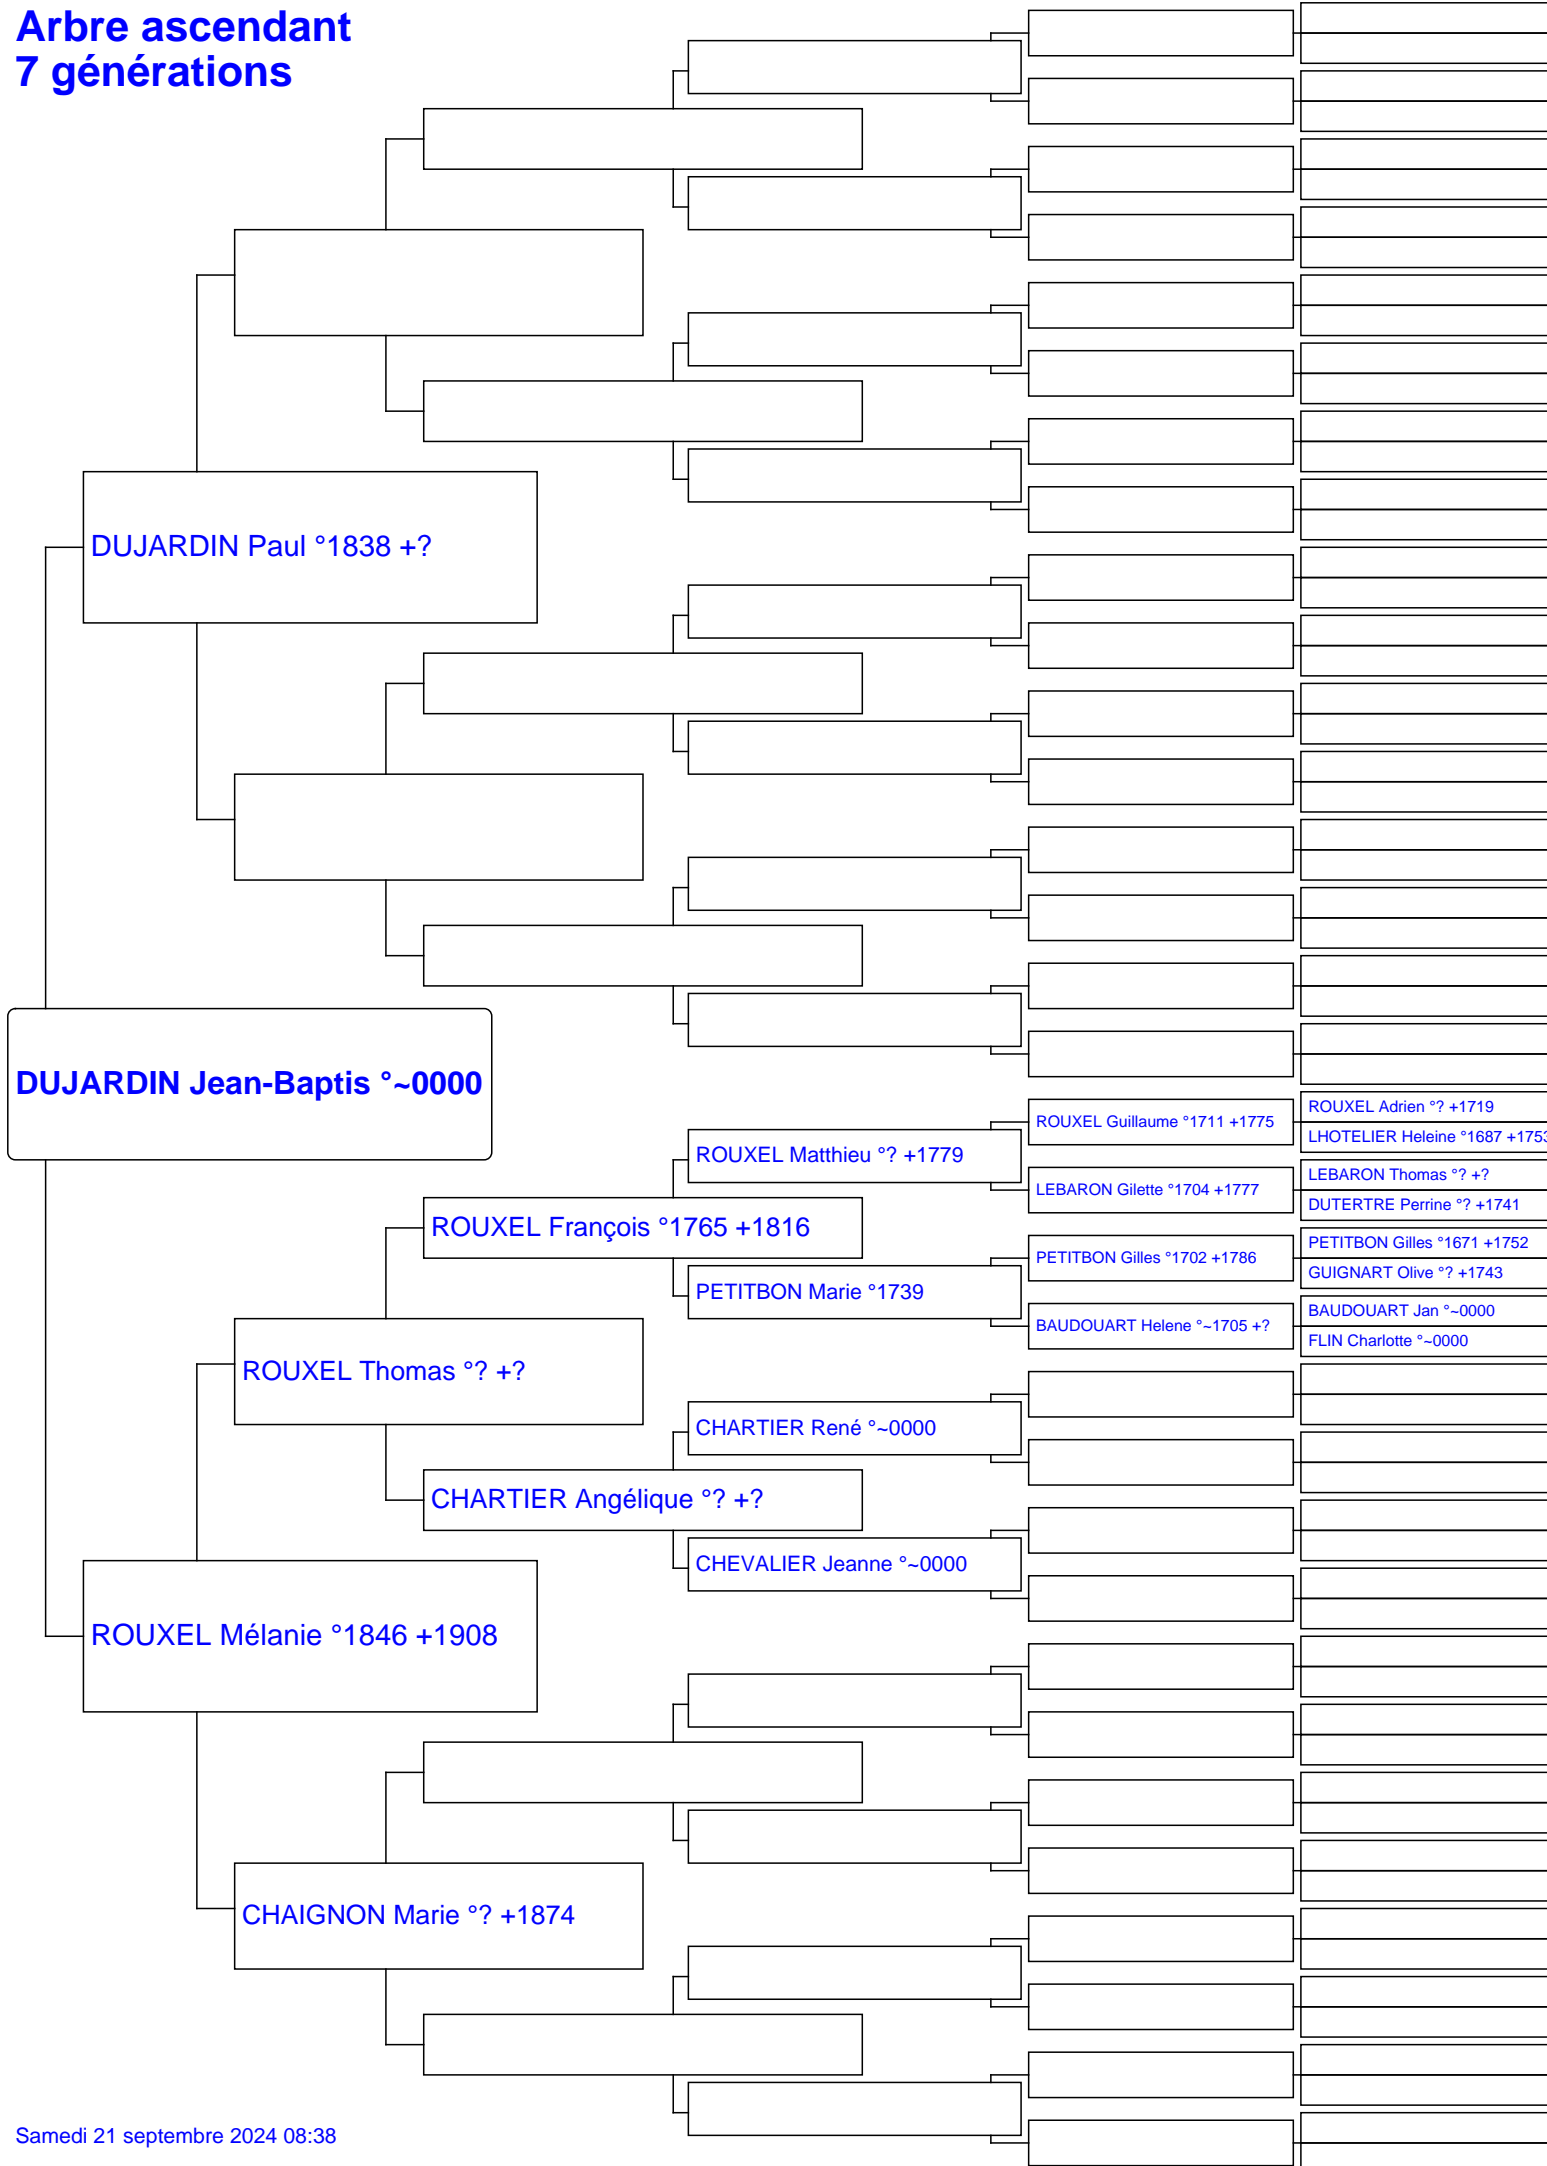 Arbre ascendant
7 générations
DUJARDIN Paul °1838 +?
DUJARDIN Jean-Baptis °~0000
ROUXEL Guillaume °1711 +1775
ROUXEL Adrien °? +1719
LHOTELIER Heleine °1687 +1753
ROUXEL Matthieu °? +1779
LEBARON Gilette °1704 +1777
LEBARON Thomas °? +?
DUTERTRE Perrine °? +1741
ROUXEL François °1765 +1816
PETITBON Gilles °1702 +1786
PETITBON Gilles °1671 +1752
GUIGNART Olive °? +1743
PETITBON Marie °1739
BAUDOUART Helene °~1705 +?
BAUDOUART Jan °~0000
FLIN Charlotte °~0000
ROUXEL Thomas °? +?
CHARTIER René °~0000
CHARTIER Angélique °? +?
CHEVALIER Jeanne °~0000
ROUXEL Mélanie °1846 +1908
CHAIGNON Marie °? +1874
Samedi 21 septembre 2024 08:38